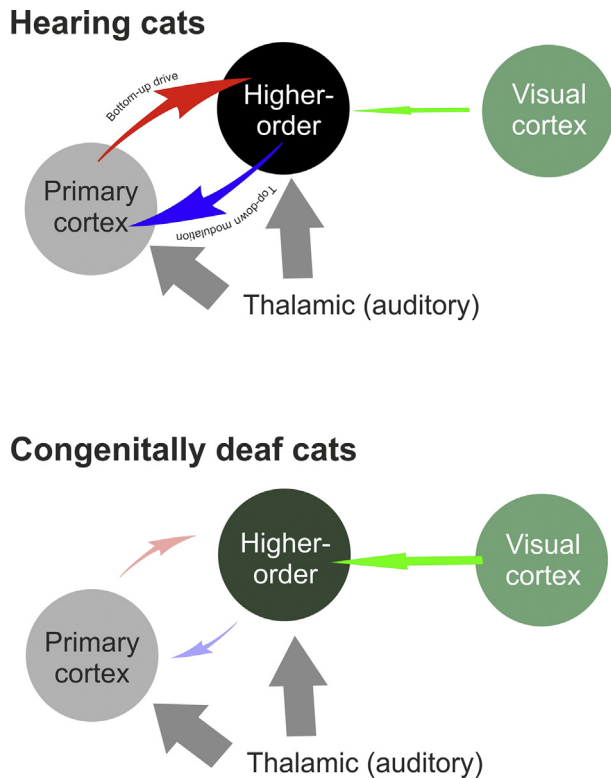 Hearing cats
Bottom-up drive
Higher-
order
Visual
cortex
Primary
cortex
Top-down modulation
Thalamic (auditory)
Congenitally deaf cats
Higher-
order
Visual
cortex
Primary
cortex
Thalamic (auditory)